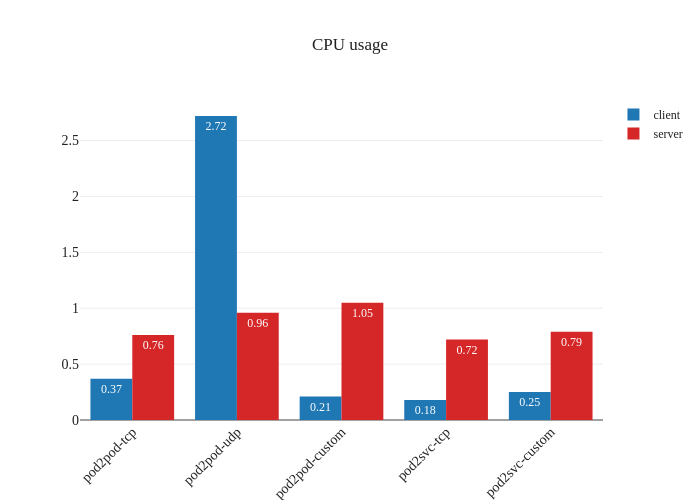 CPU usage
client
server
2.5
2
1.5
1
0.5
0
2.72
0.37
0.76
0.96
0.21
1.05
0.18
0.72
0.25
0.79
pod2pod-tcp
pod2pod-udp
pod2pod-custom
pod2svc-tcp
pod2svc-custom